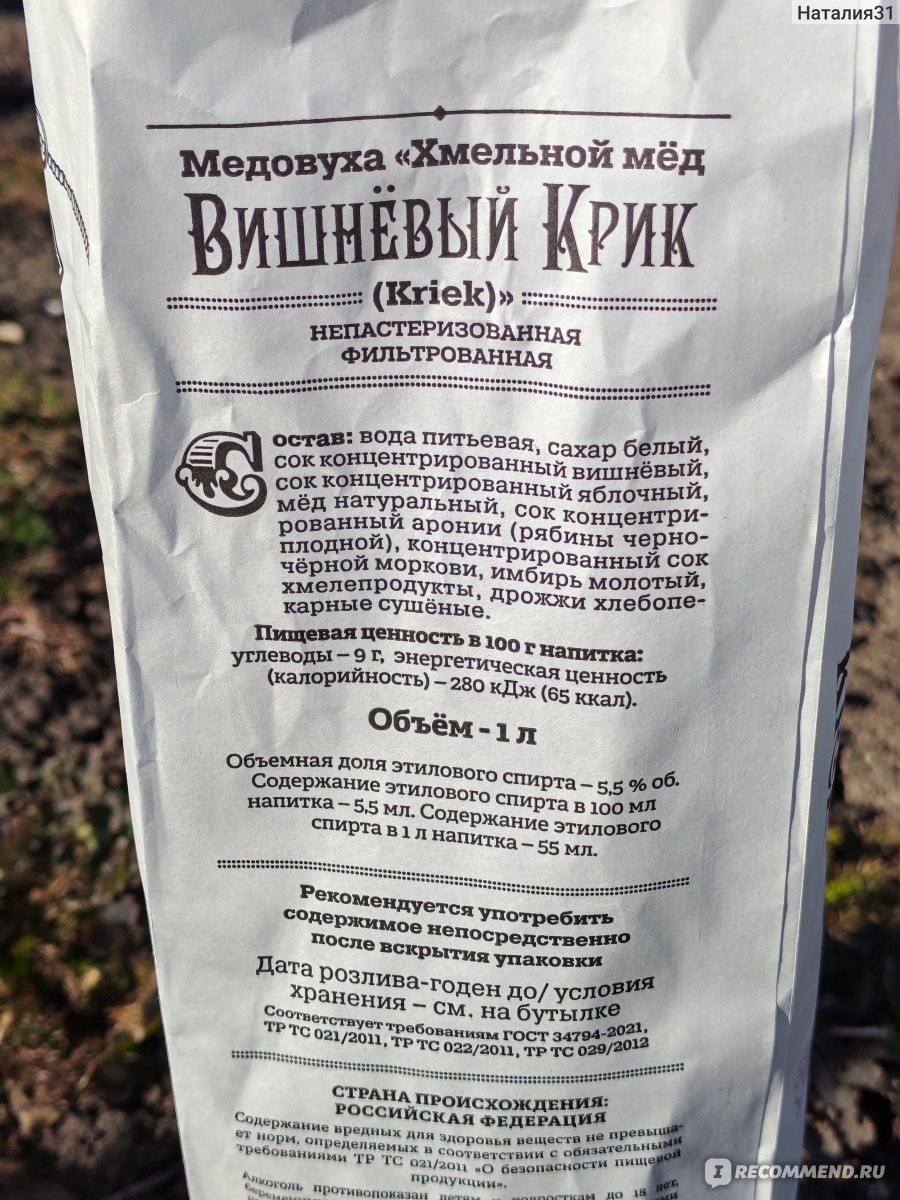 Наталия31
Медовуха «Хмельной мёд
Вишнёвый Крик
(Kriek)»
НЕПАСТЕРИЗОВАННАЯ
ФИЛЬТРОВАННАЯ
Состав: вода питьевая, сахар белый,
сок концентрированный вишнёвый,
сок концентрированный яблочный,
мёд натуральный, сок концентри-
рованный аронии (рябины черно-
плодной), концентрированный сок
чёрной моркови, имбирь молотый,
хмелепродукты, дрожжи хлебопе-
карные сушёные.
Пищевая ценность в 100 г напитка:
углеводы – 9 г, энергетическая ценность
(калорийность) – 280 кДж (65 ккал).
Объём - 1 л
Объемная доля этилового спирта – 5,5 % об.
Содержание этилового спирта в 100 мл
напитка – 5,5 мл. Содержание этилового
спирта в 1 л напитка – 55 мл.
Рекомендуется употребить
содержимое непосредственно
после вскрытия упаковки
Дата розлива-годен до/ условия
хранения – см. на бутылке
Соответствует требованиям ГОСТ 34794-2021,
ТР ТС 021/2011, ТР ТС 022/2011, ТР ТС 029/2012
СТРАНА ПРОИСХОЖДЕНИЯ:
РОССИЙСКАЯ ФЕДЕРАЦИЯ
Содержание вредных для здоровья веществ не превыша-
ет норм, определяемых в соответствии с обязательными
требованиями ТР ТС 021/2011 «О безопасности пищевой
продукции».
Алкоголь противопоказан детям и подросткам до 18 лет,
IRECOMMEND.RU